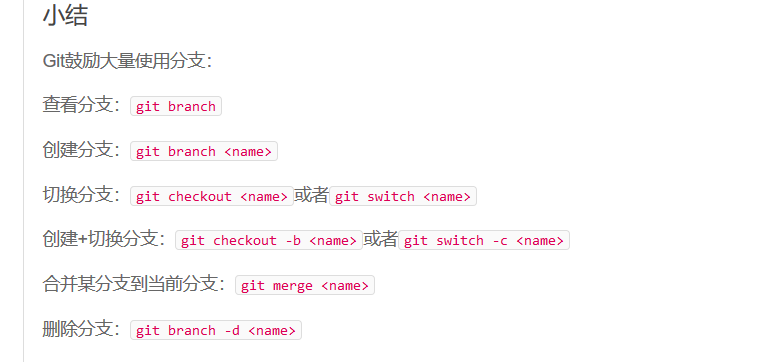 小结
Git鼓励大量使用分支：
查看分支：git branch
创建分支：git branch <name>
切换分支：git checkout <name>或者git switch <name>
创建+切换分支：git checkout -b <name>或者git switch -c <name>
合并某分支到当前分支：git merge <name>
删除分支：git branch -d <name>